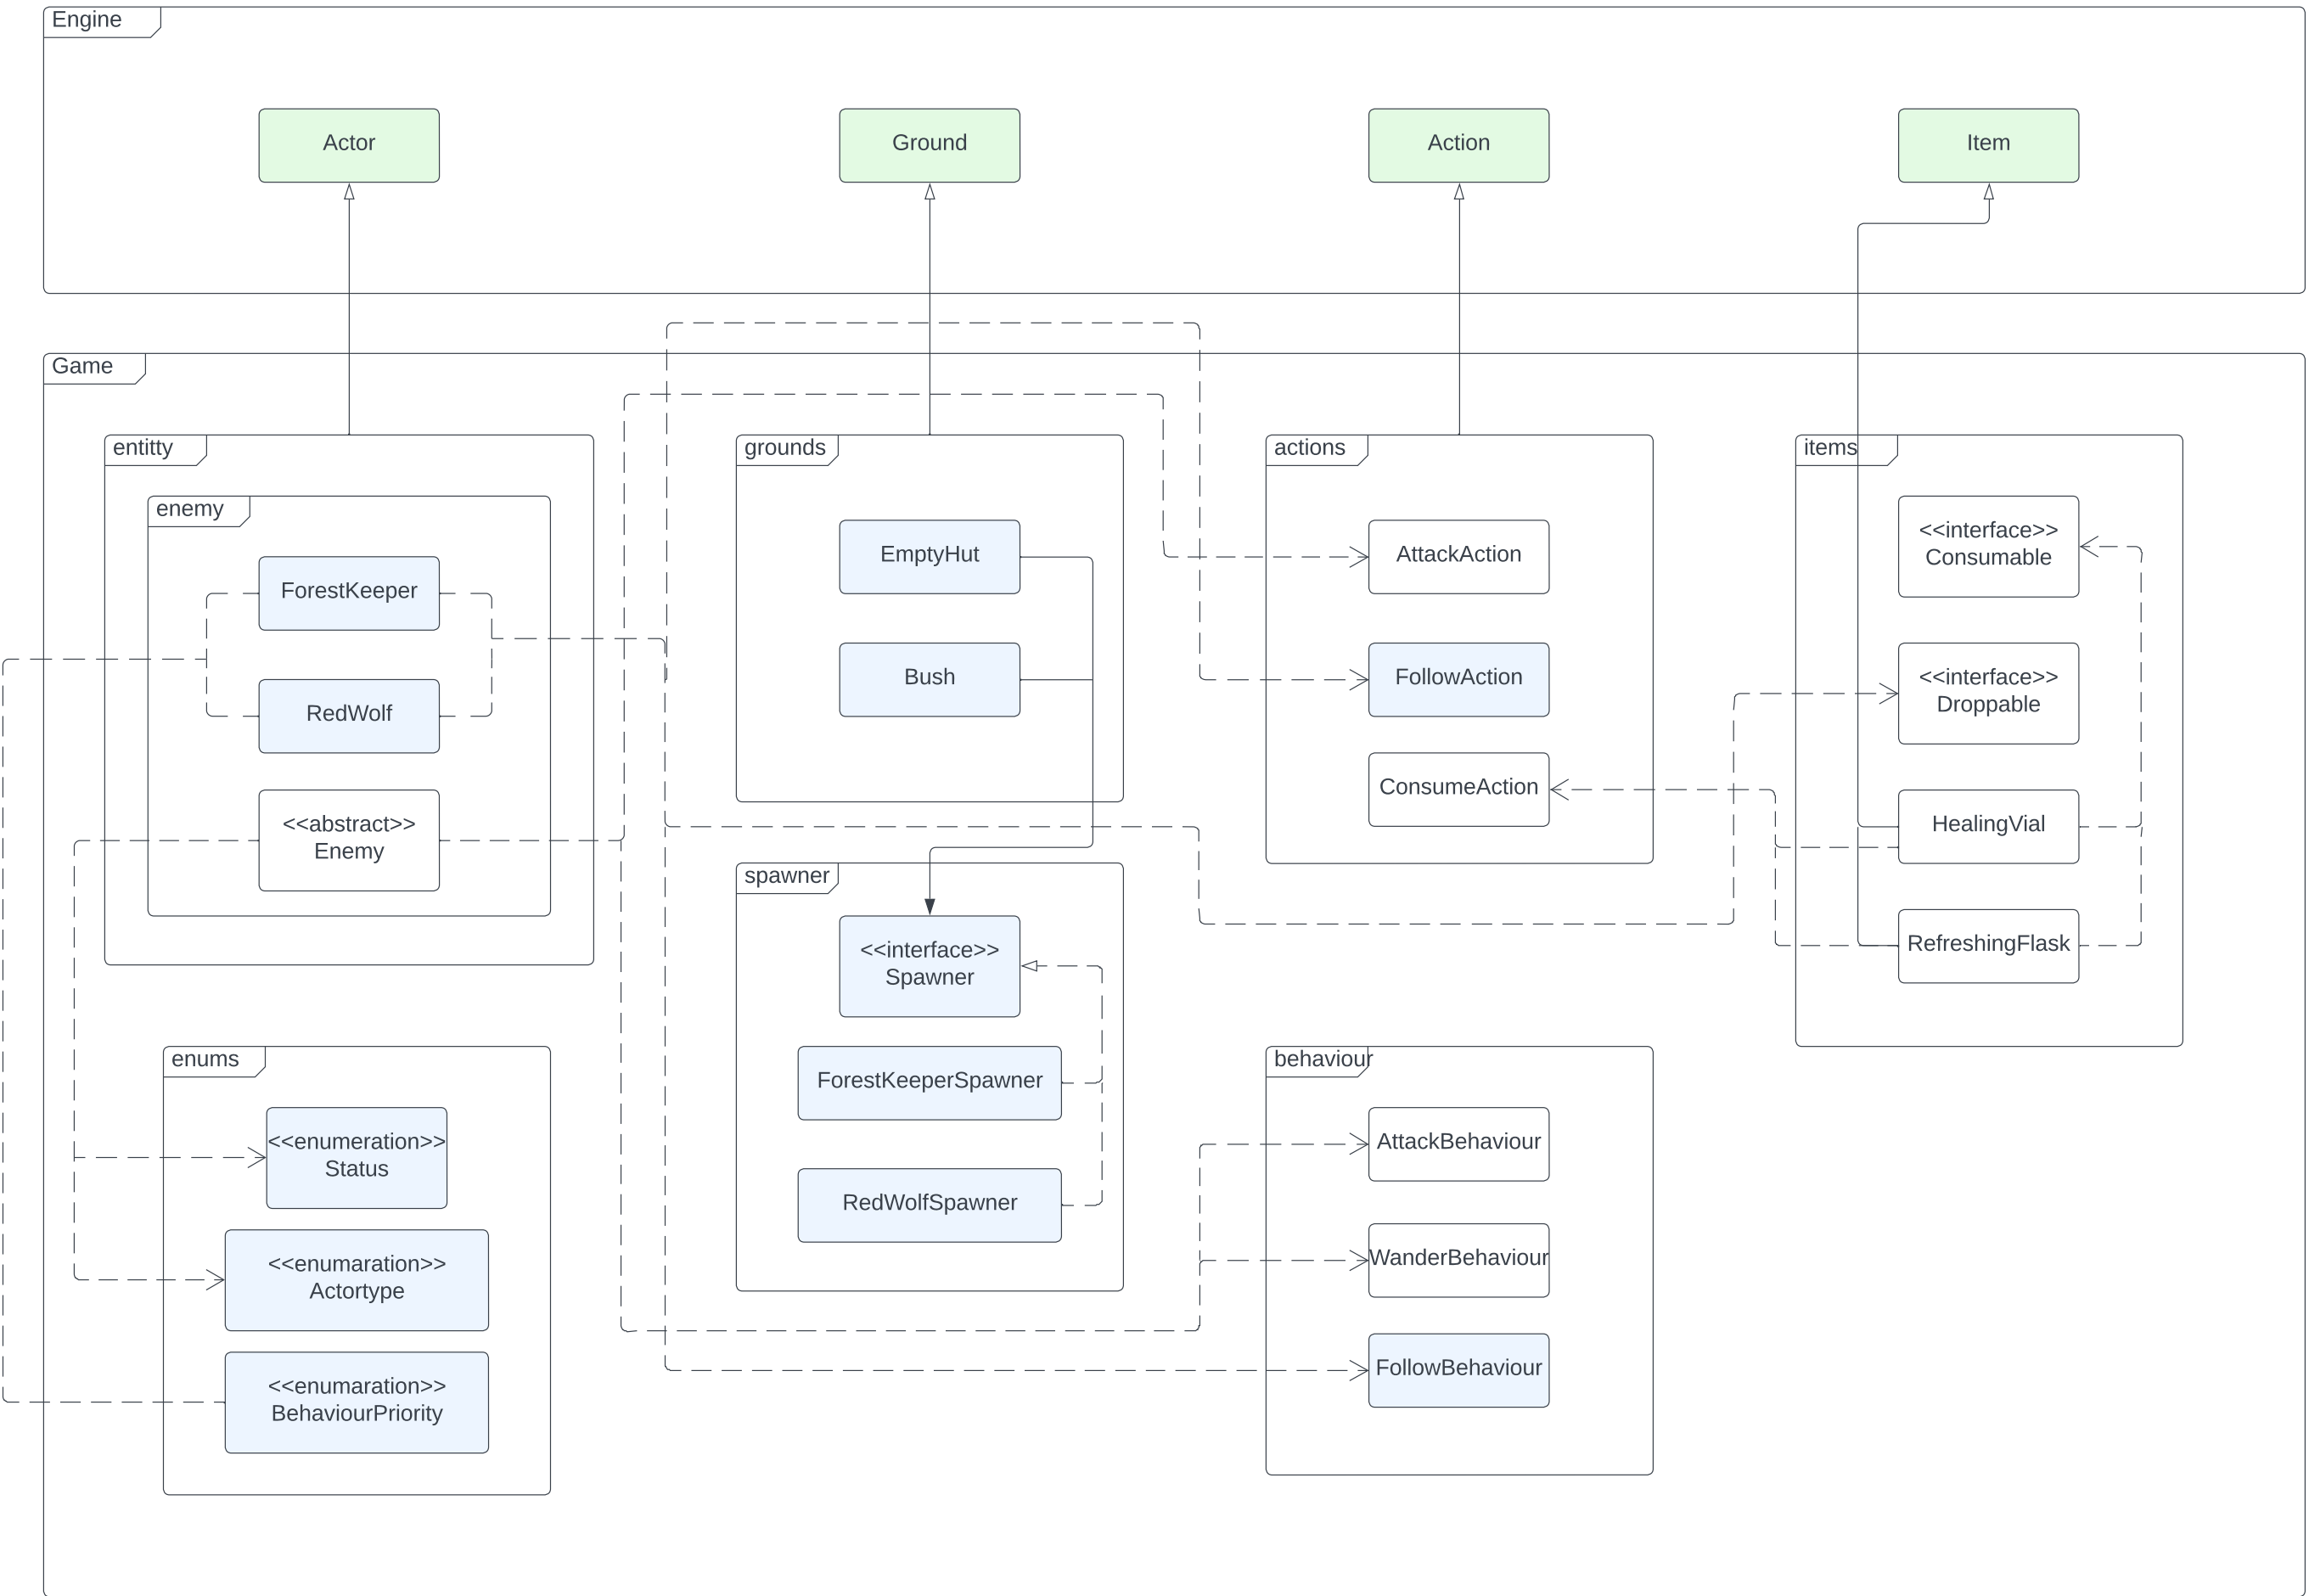 Engine
Actor
Ground
Action
Item
Game
entitty
enemy
ForestKeeper
RedWolf
<<abstract>>
Enemy
grounds
EmptyHut
Bush
actions
AttackAction
FollowAction
ConsumeAction
items
<<interface>>
Consumable
<<interface>>
Droppable
HealingVial
RefreshingFlask
spawner
<<interface>>
Spawner
ForestKeeperSpawner
RedWolfSpawner
enums
<<enumeration>>
Status
<<enumaration>>
Actortype
<<enumaration>>
BehaviourPriority
behaviour
AttackBehaviour
WanderBehaviour
FollowBehaviour